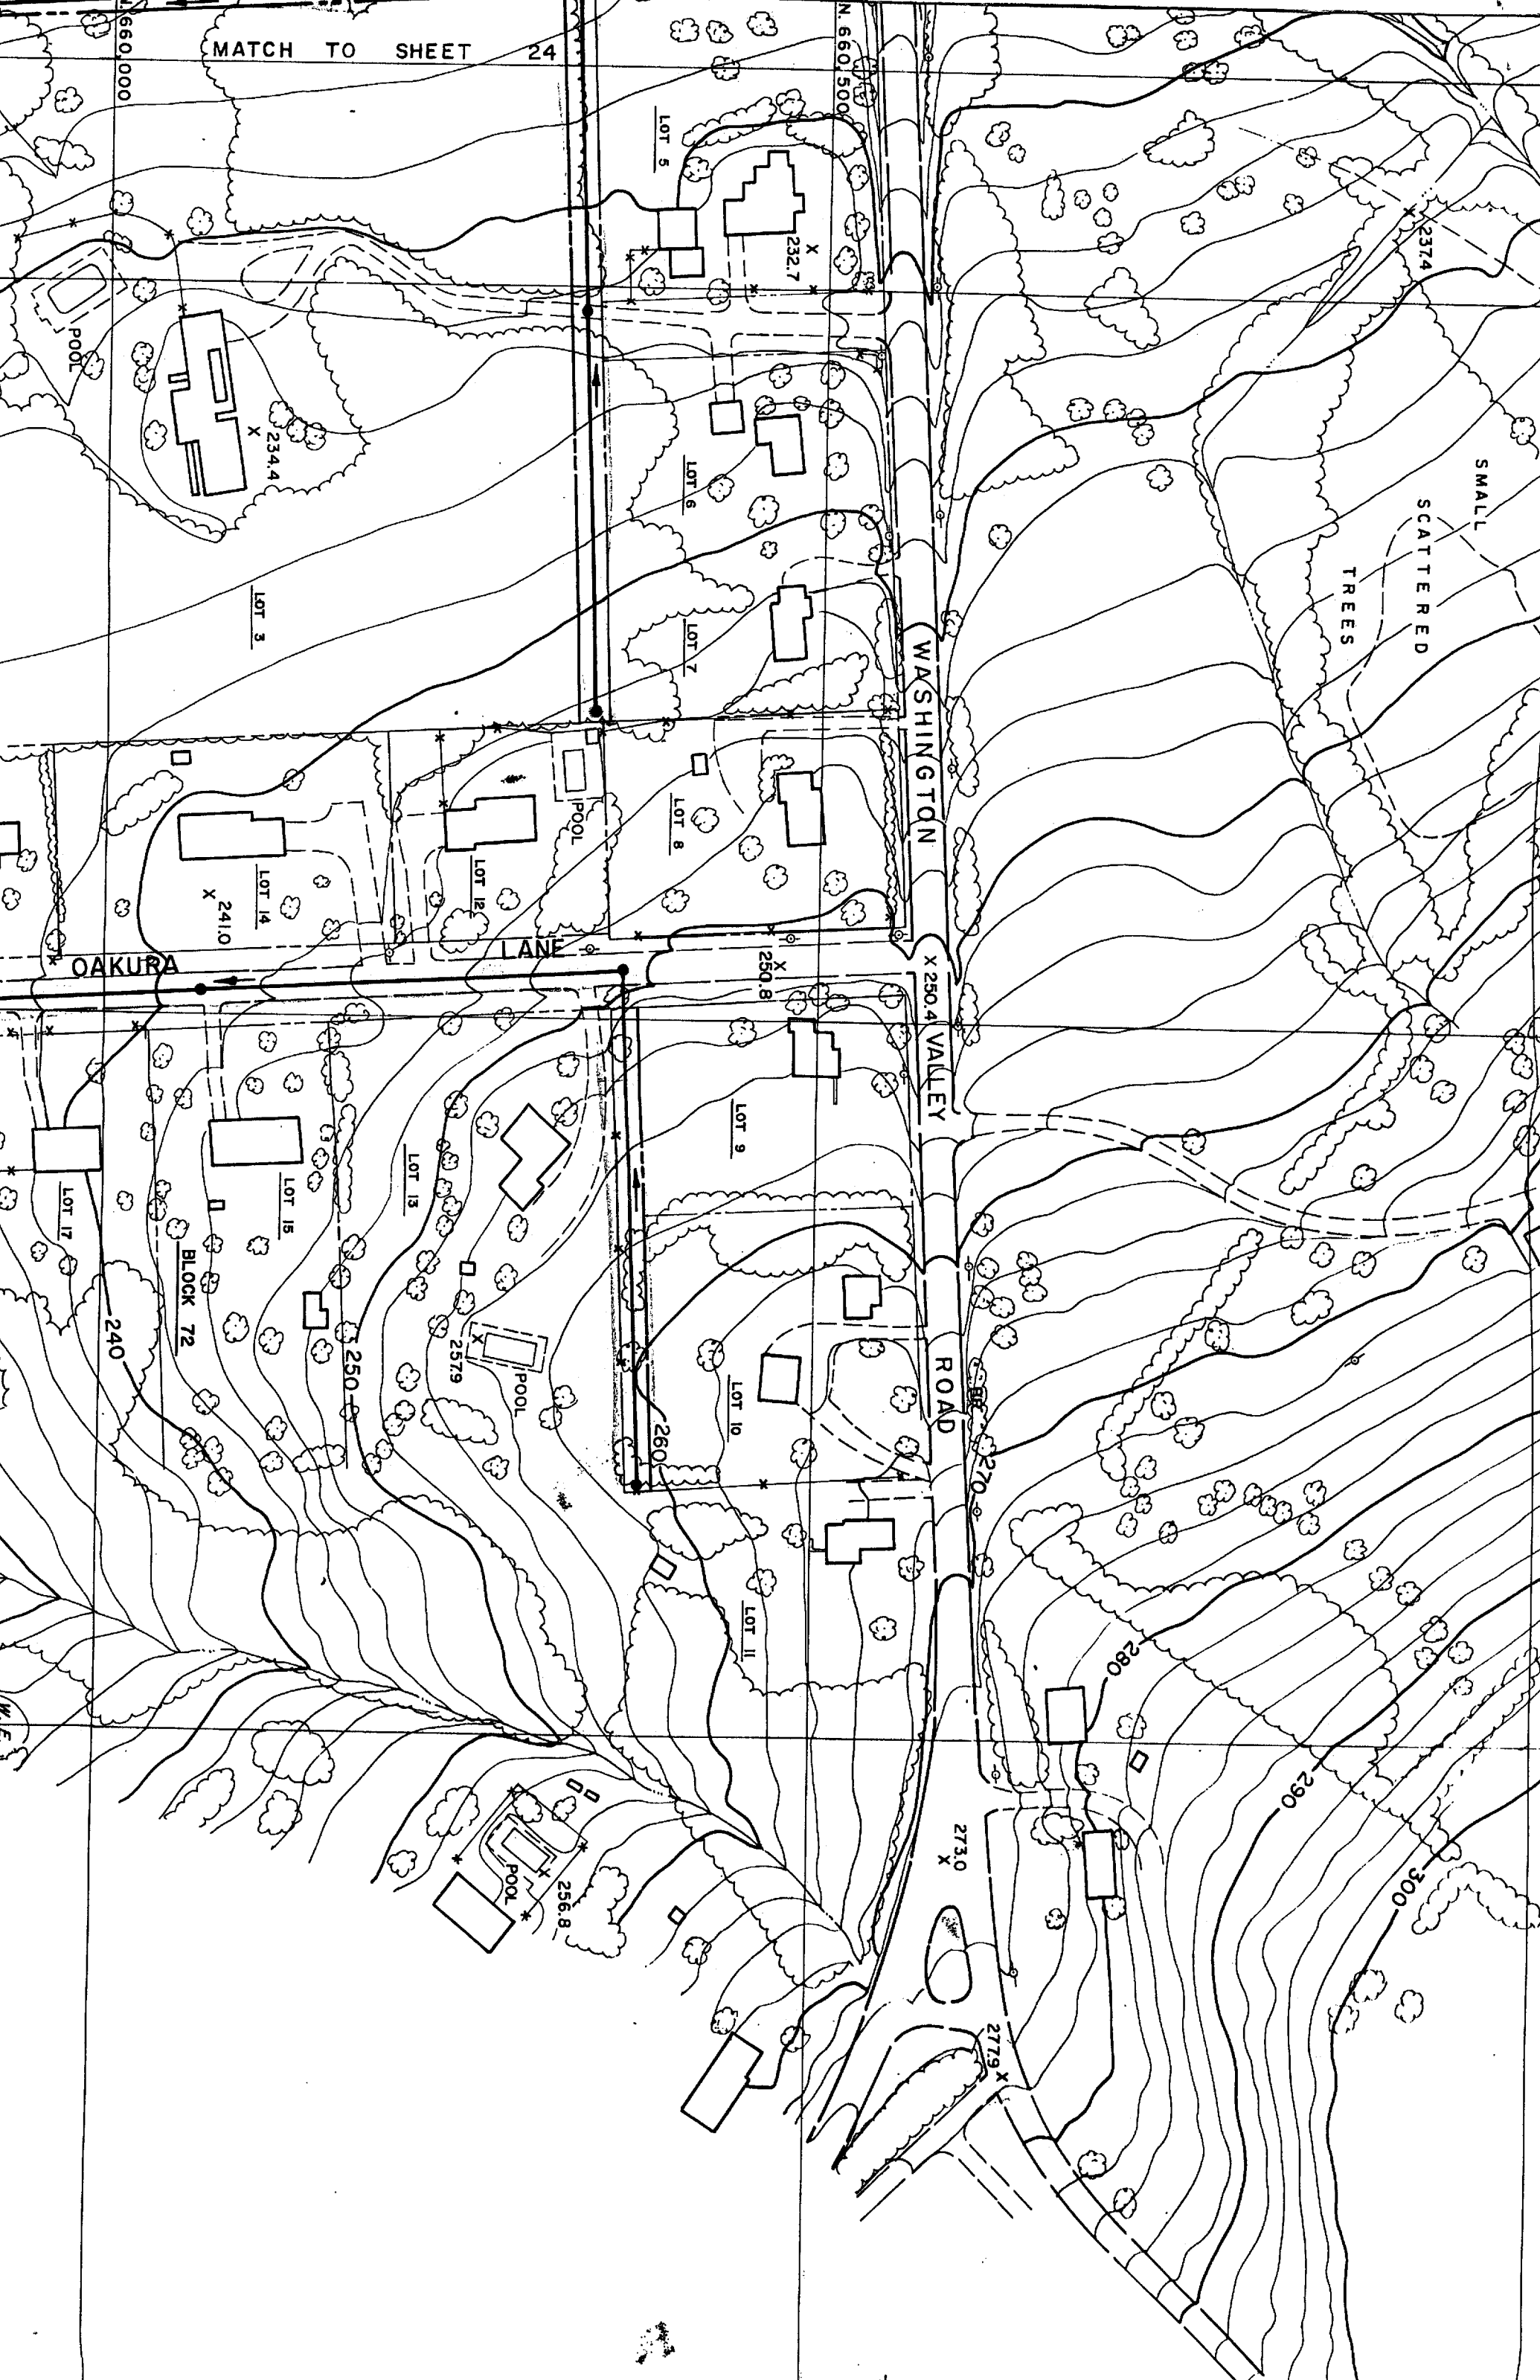 N. 660,000
MATCH TO SHEET 24
N. 660,500
LOT 5
232.7
237.4
POOL
234.4
LOT 6
SMALL
SCATTERED
TREES
LOT 3
LOT 7
WASHINGTON
POOL
LOT 8
LOT 12
LOT 14
241.0
OAKURA
LANE
250.8
250.4
VALLEY
LOT 9
LOT 13
LOT 15
LOT 17
BLOCK 72
240
250
257.9
POOL
LOT 10
260
ROAD
270
LOT 11
280
290
273.0
300
POOL
256.8
277.9